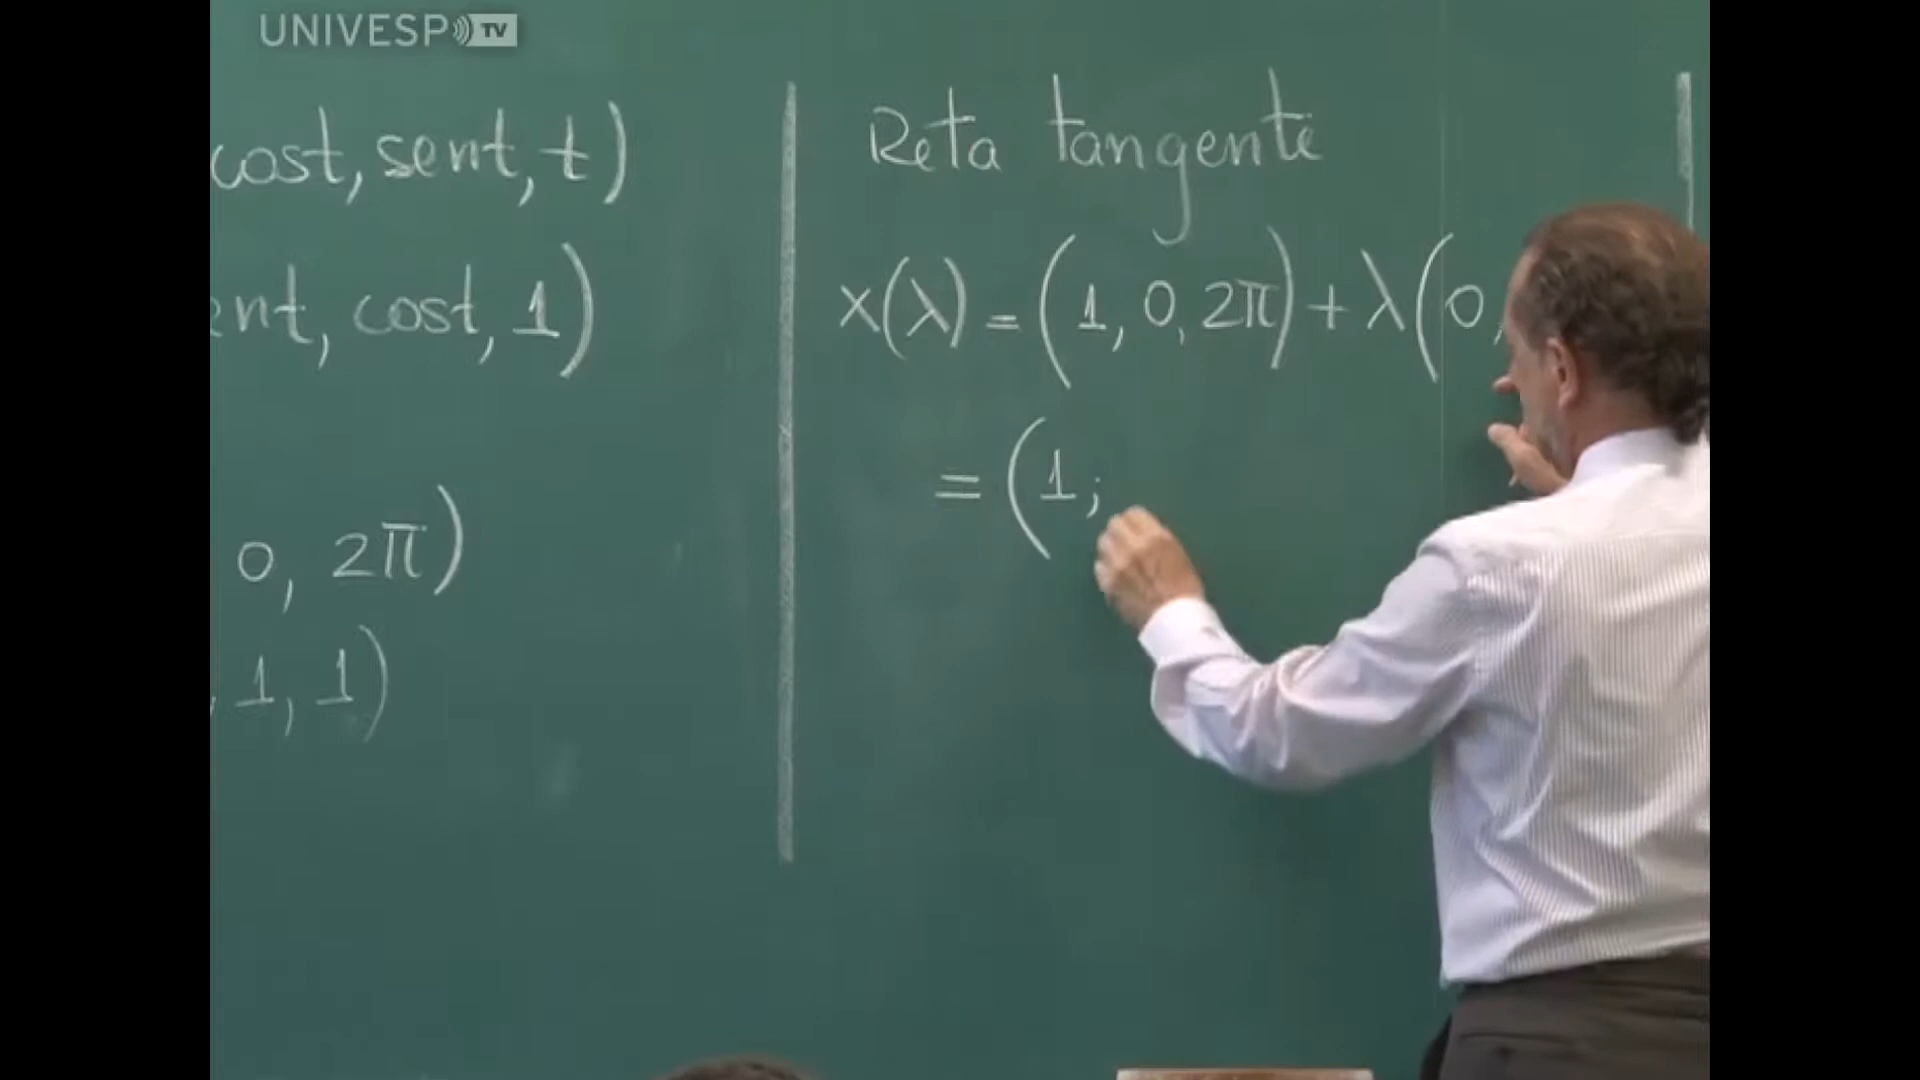 UNIVESP TV
cost, sent, t)
ent, cost, 1)
0, 2π)
, 1, 1)
Reta tangente
x(λ) = (1, 0, 2π) + λ(0,
= (1;